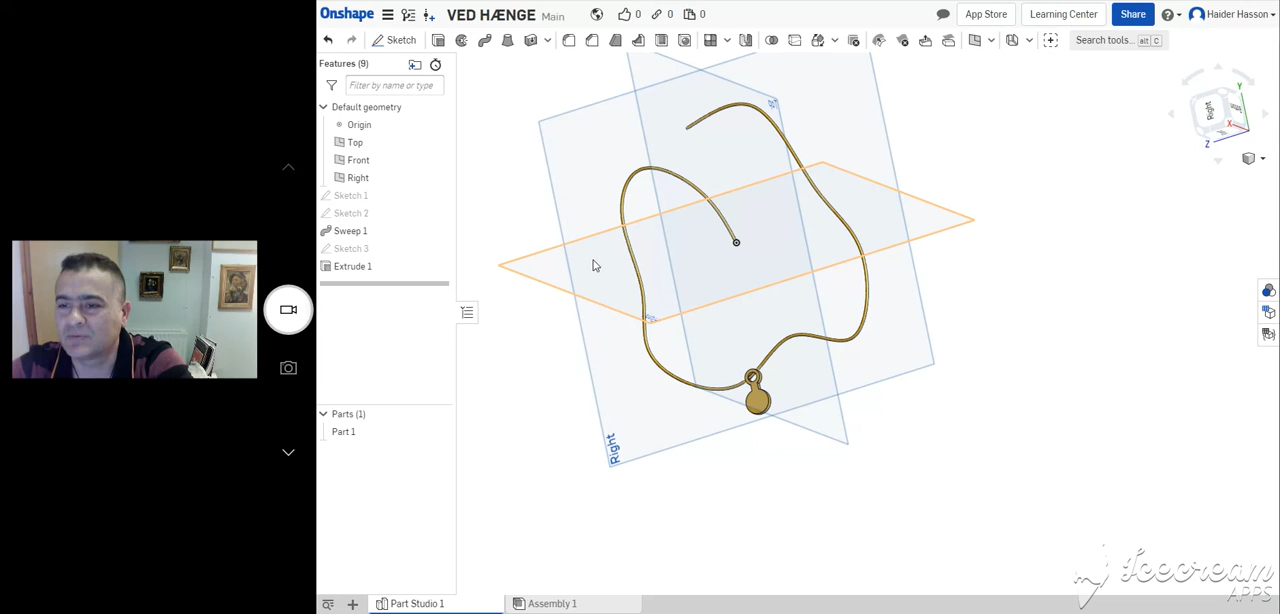 Onshape VED HÆNGE Main 0 0 0 App Store Learning Center Share Haider Hasson
Sketch Search tools... alt C
Features (9)
Filter by name or type
Default geometry
Origin
Top
Front
Right
Sketch 1
Sketch 2
Sweep 1
Sketch 3
Extrude 1
Parts (1)
Part 1
Right
Right
Y
X
Z
Part Studio 1 Assembly 1
Icecream
APPS